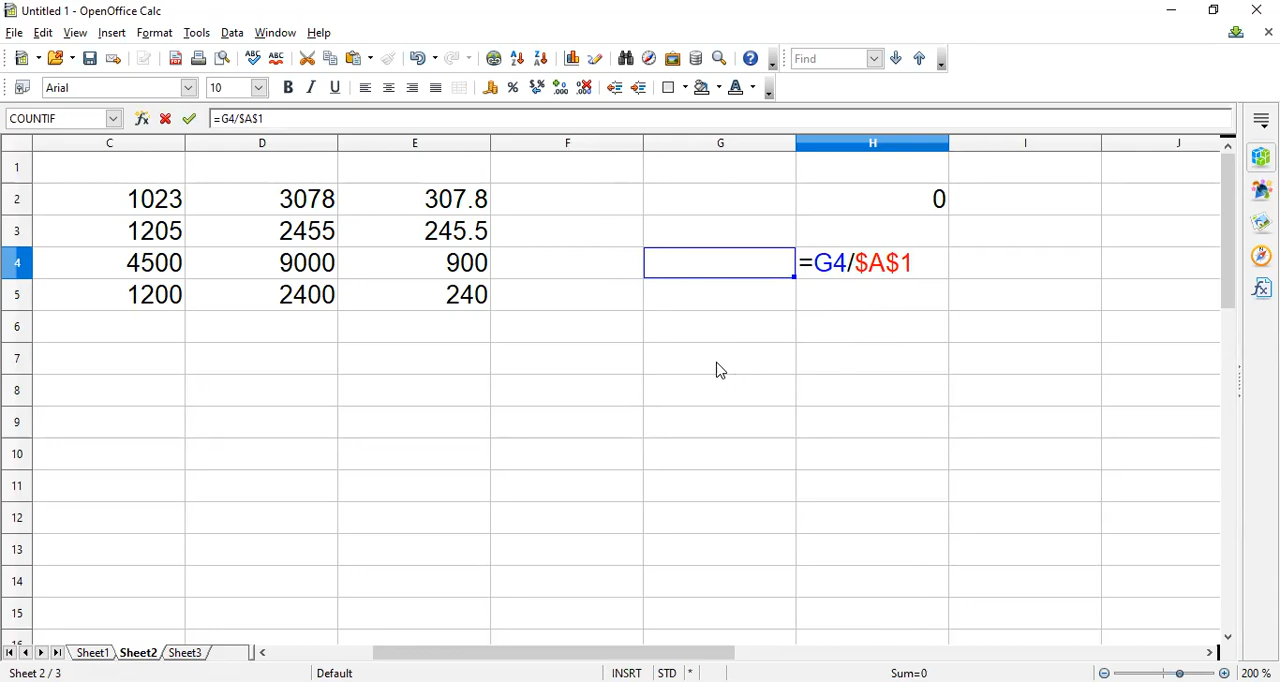 Untitled 1 - OpenOffice Calc
File Edit View Insert Format Tools Data Window Help
Find
Arial 10
COUNTIF =G4/$A$1
C D E F G H I J
1
2 1023 3078 307.8 0
3 1205 2455 245.5
4 4500 9000 900 =G4/$A$1
5 1200 2400 240
6
7
8
9
10
11
12
13
14
15
16
Sheet1 Sheet2 Sheet3
Sheet 2 / 3 Default INSRT STD * Sum=0 200 %